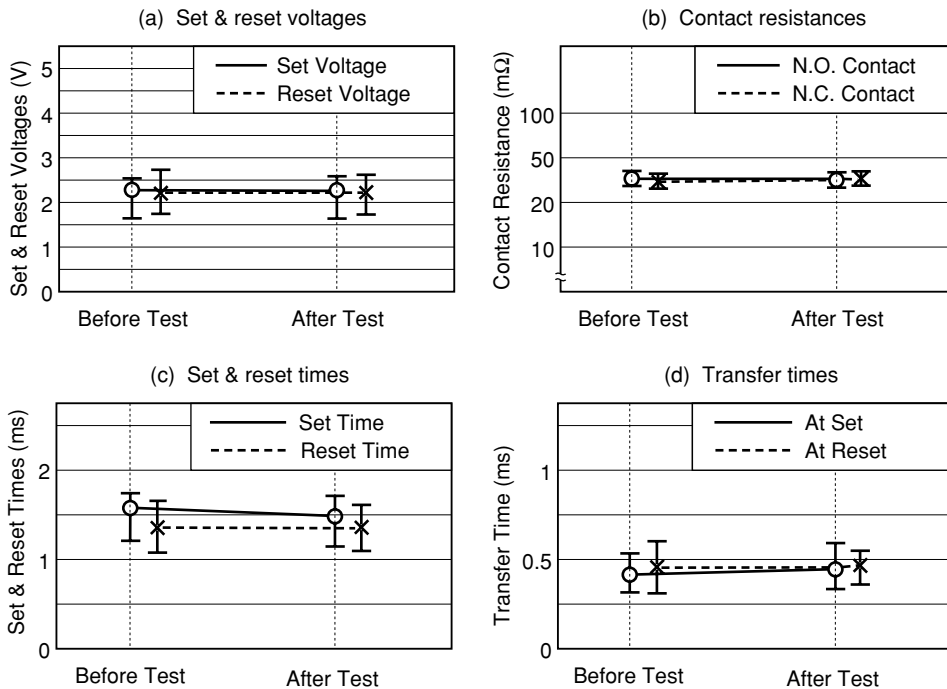 (a) Set & reset voltages
Set & Reset Voltages (V)
5
4
3
2
1
0
Set Voltage
Reset Voltage
Before Test
After Test
(b) Contact resistances
Contact Resistance (mΩ)
100
50
20
10
N.O. Contact
N.C. Contact
Before Test
After Test
(c) Set & reset times
Set & Reset Times (ms)
2
1
0
Set Time
Reset Time
Before Test
After Test
(d) Transfer times
Transfer Time (ms)
1
0.5
0
At Set
At Reset
Before Test
After Test